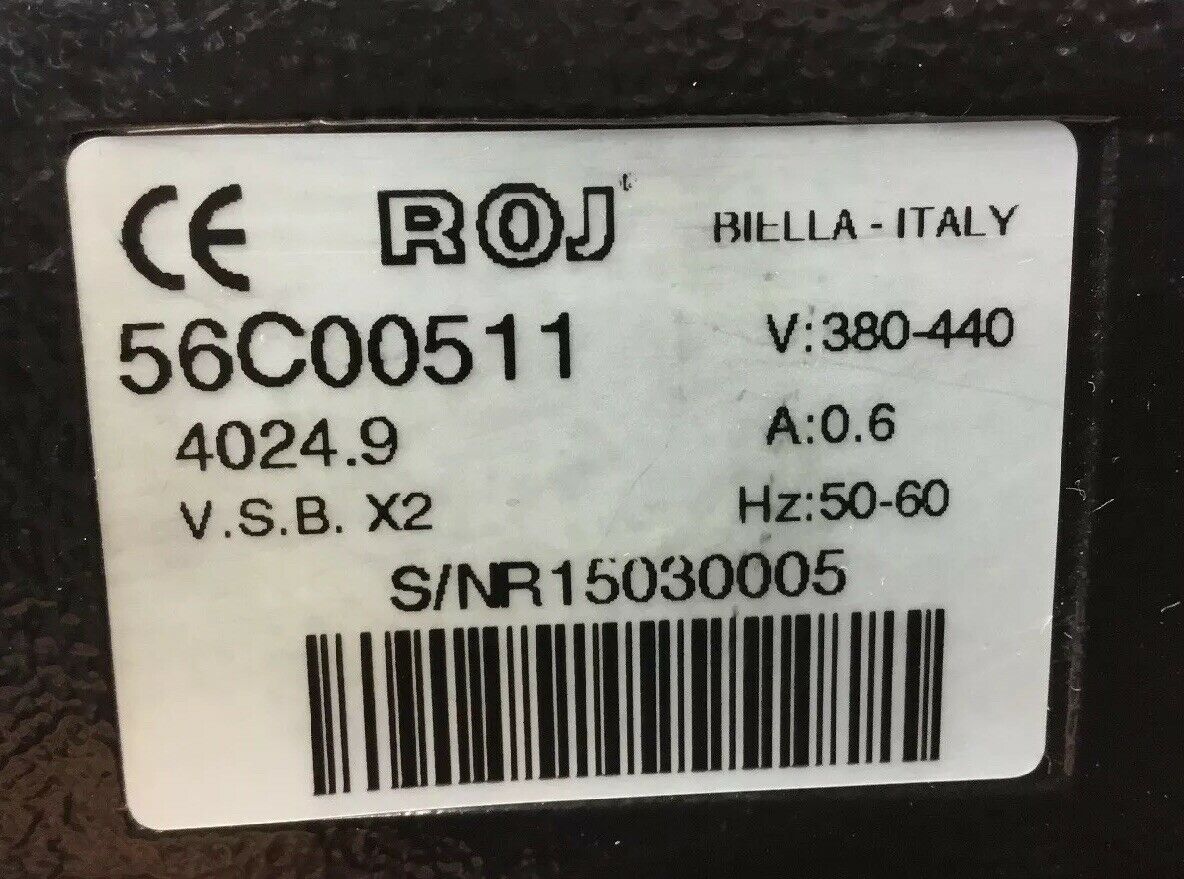 CE ROJ BIELLA - ITALY
56C00511 V:380-440
4024.9 A:0.6
V.S.B. X2 Hz:50-60
S/NR15030005